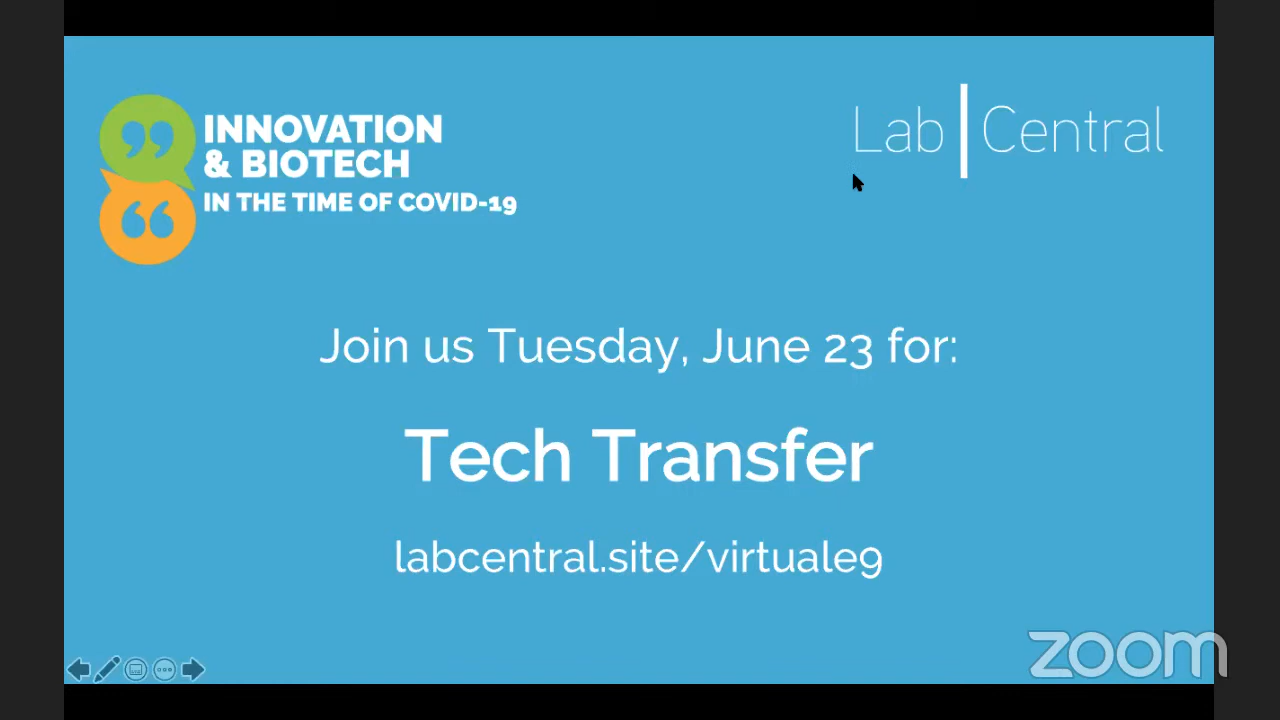 INNOVATION
& BIOTECH
IN THE TIME OF COVID-19
Lab|Central
Join us Tuesday, June 23 for:
Tech Transfer
labcentral.site/virtuale9
zoom